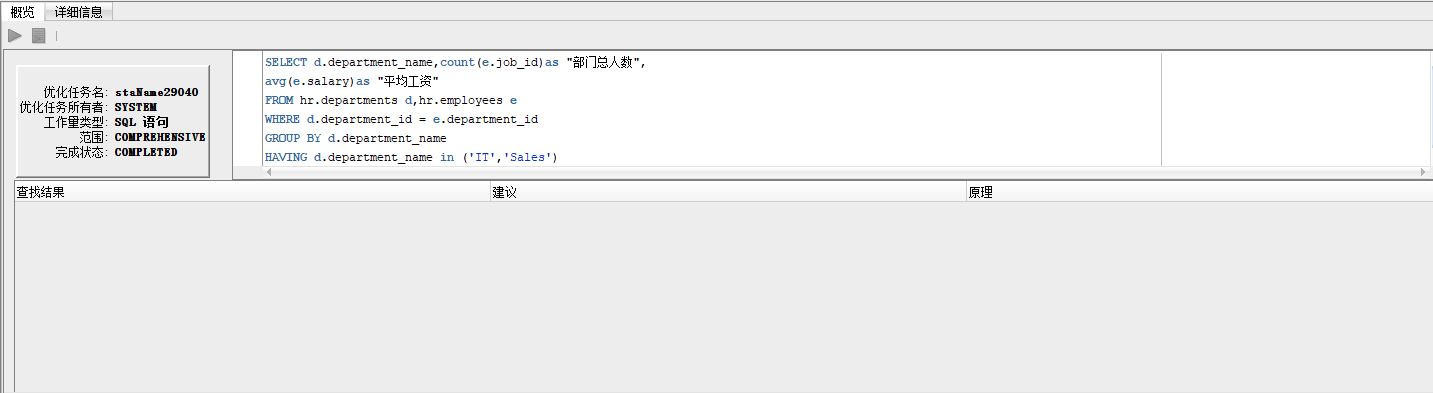 概览 详细信息
优化任务名: staName29040
优化任务所有者: SYSTEM
工作量类型: SQL 语句
范围: COMPREHENSIVE
完成状态: COMPLETED
SELECT d.department_name,count(e.job_id)as "部门总人数",
avg(e.salary)as "平均工资"
FROM hr.departments d,hr.employees e
WHERE d.department_id = e.department_id
GROUP BY d.department_name
HAVING d.department_name in ('IT','Sales')
查找结果 建议 原理